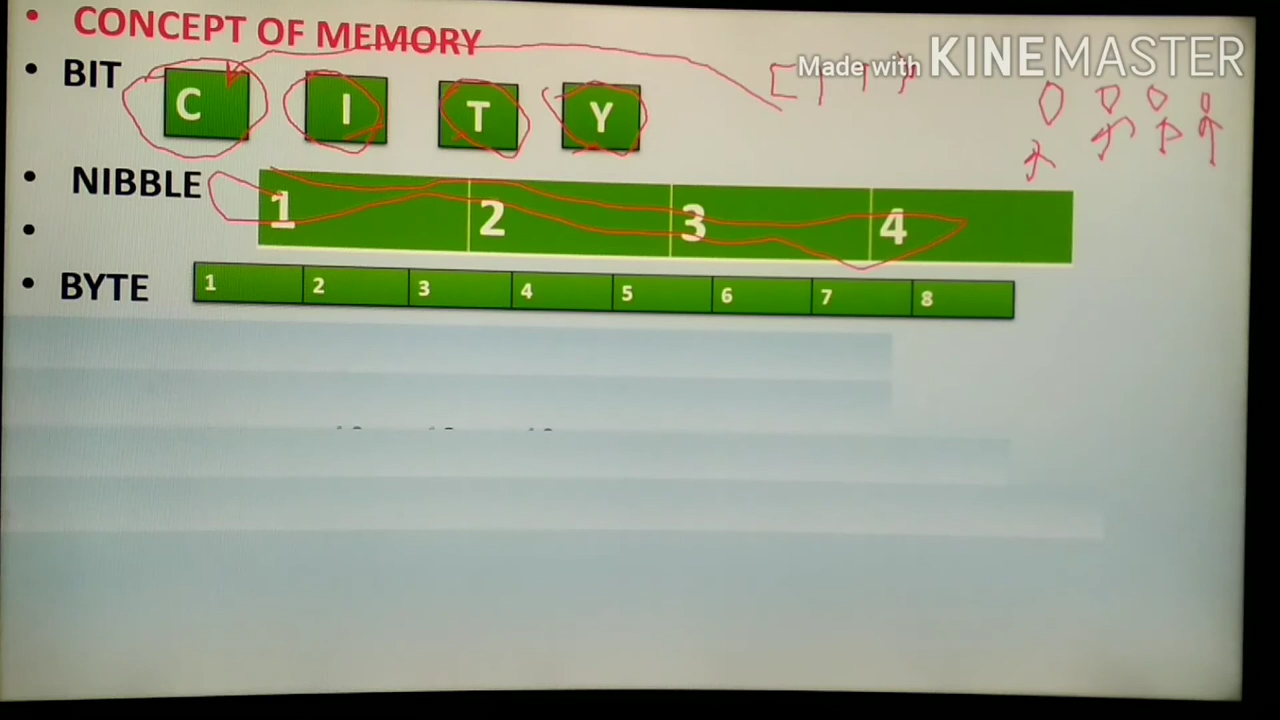 CONCEPT OF MEMORY
Made with KINEMASTER
BIT C I T Y
NIBBLE 1 2 3 4
BYTE 1 2 3 4 5 6 7 8